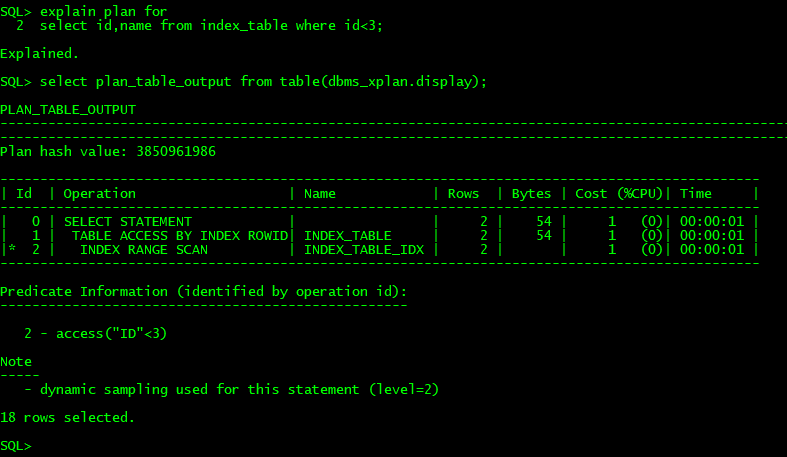 SQL> explain plan for
  2  select id,name from index_table where id<3;
Explained.
SQL> select plan_table_output from table(dbms_xplan.display);
PLAN_TABLE_OUTPUT
--------------------------------------------------------------------------------------------------
--------------------------------------------------------------------------------------------------
Plan hash value: 3850961986
-----------------------------------------------------------------------------------------------
| Id  | Operation                   | Name            | Rows  | Bytes | Cost (%CPU)| Time     |
-----------------------------------------------------------------------------------------------
|   0 | SELECT STATEMENT            |                 |     2 |    54 |     1   (0)| 00:00:01 |
|   1 |  TABLE ACCESS BY INDEX ROWID| INDEX_TABLE     |     2 |    54 |     1   (0)| 00:00:01 |
|*  2 |   INDEX RANGE SCAN          | INDEX_TABLE_IDX |     2 |       |     1   (0)| 00:00:01 |
-----------------------------------------------------------------------------------------------
Predicate Information (identified by operation id):
---------------------------------------------------
   2 - access("ID"<3)
Note
-----
   - dynamic sampling used for this statement (level=2)
18 rows selected.
SQL>